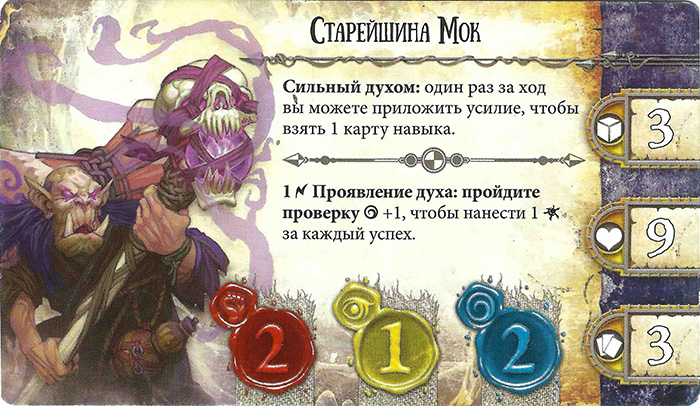 Старейшина Мок
Сильный духом: один раз за ход
вы можете приложить усилие, чтобы
взять 1 карту навыка.
1 Проявление духа: пройдите
проверку +1, чтобы нанести 1
за каждый успех.
3
9
3
2 1 2